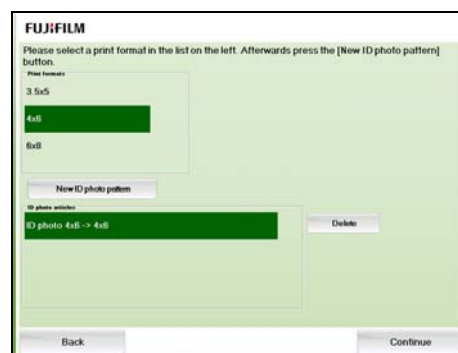 FUJIFILM
Please select a print format in the list on the left. Afterwards press the [New ID photo pattern]
button.
Print formats
3.5x5
4x6
6x8
New ID photo pattern
ID photo articles
ID photo 4x6 -> 4x6
Delete
Back
Continue